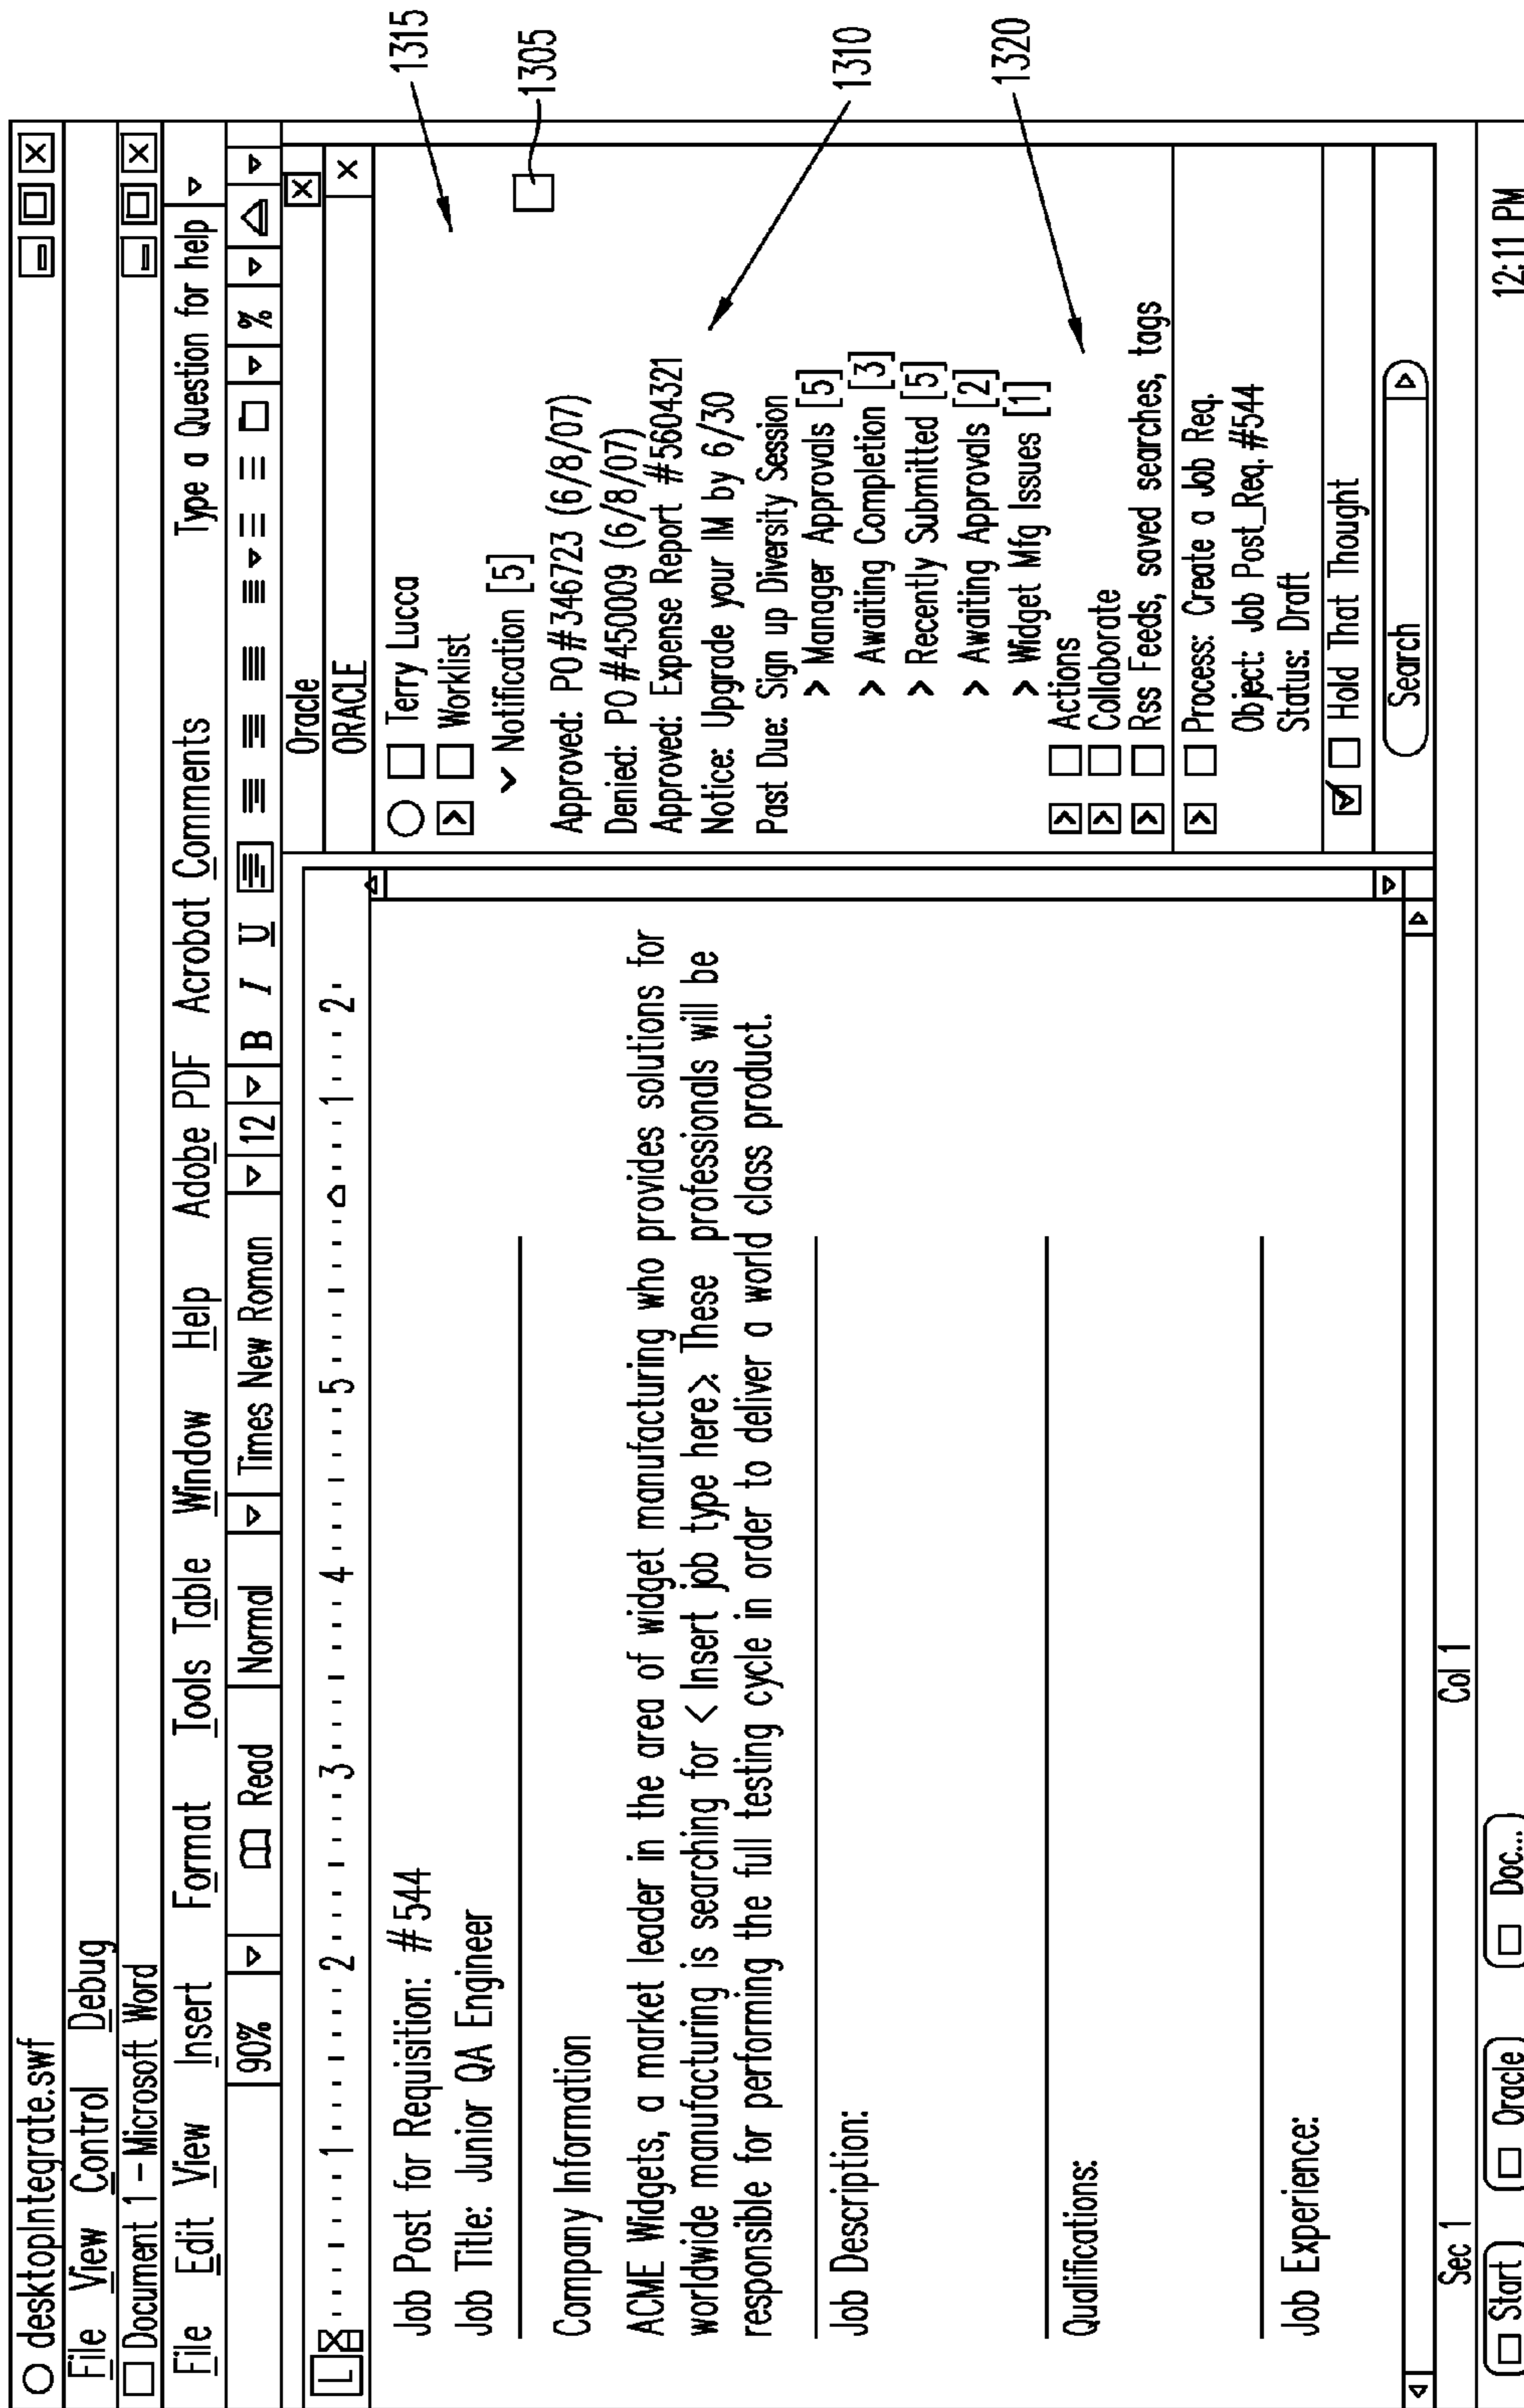 desktopIntegrate.swf
File View Control Debug
Document 1 - Microsoft Word
File Edit View Insert Format Tools Table Window Help Adobe PDF Acrobat Comments Type a Question for help
90% Read Normal Times New Roman 12 B I U %
L 1 2 3 4 5 1 2
Job Post for Requisition: #544
Job Title: Junior QA Engineer
Company Information
ACME Widgets, a market leader in the area of widget manufacturing who provides solutions for
worldwide manufacturing is searching for < Insert job type here>. These professionals will be
responsible for performing the full testing cycle in order to deliver a world class product.
Job Description:
Qualifications:
Job Experience:
Oracle
ORACLE
Terry Lucca
Worklist
Notification [5]
Approved: PO#346723 (6/8/07)
Denied: PO#450009 (6/8/07)
Approved: Expense Report #5604321
Notice: Upgrade your IM by 6/30
Past Due: Sign up Diversity Session
> Manager Approvals [5]
> Awaiting Completion [3]
> Recently Submitted [5]
> Awaiting Approvals [2]
> Widget Mfg Issues [1]
Actions
Collaborate
Rss Feeds, saved searches, tags
Process: Create a Job Req.
Object: Job Post_Req. #544
Status: Draft
Hold That Thought
Search
1315
1305
1310
1320
Sec 1 Col 1
Start Oracle Doc... 12:11 PM